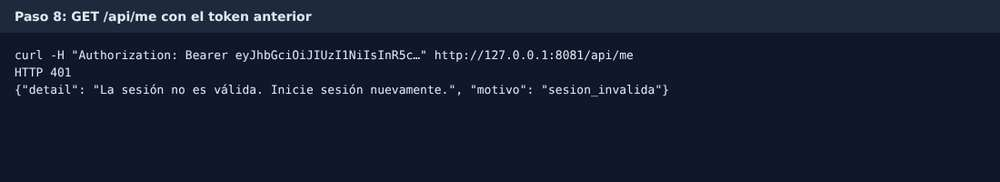 Paso 8: GET /api/me con el token anterior
curl -H "Authorization: Bearer eyJhbGciOiJIUzI1NiIsInR5c…" http://127.0.0.1:8081/api/me
HTTP 401
{"detail": "La sesión no es válida. Inicie sesión nuevamente.", "motivo": "sesion_invalida"}